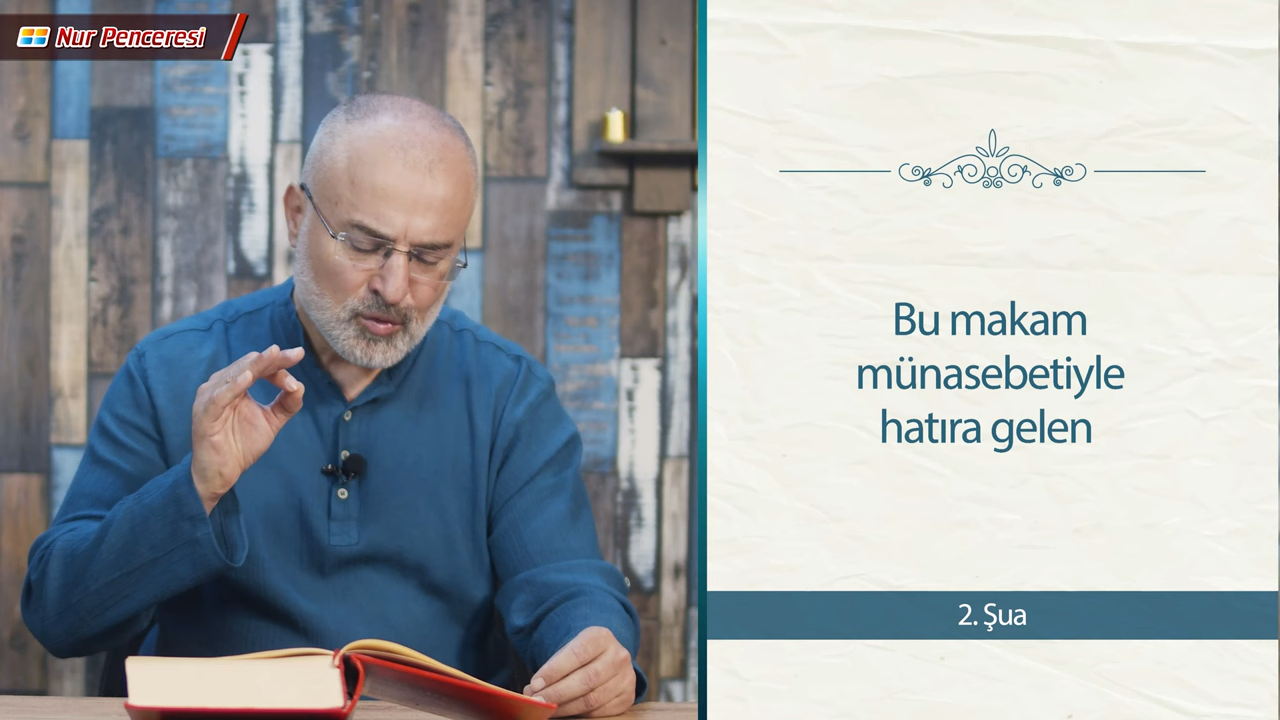 Nur Penceresi
Bu makam
münasebetiyle
hatıra gelen
2. Şua